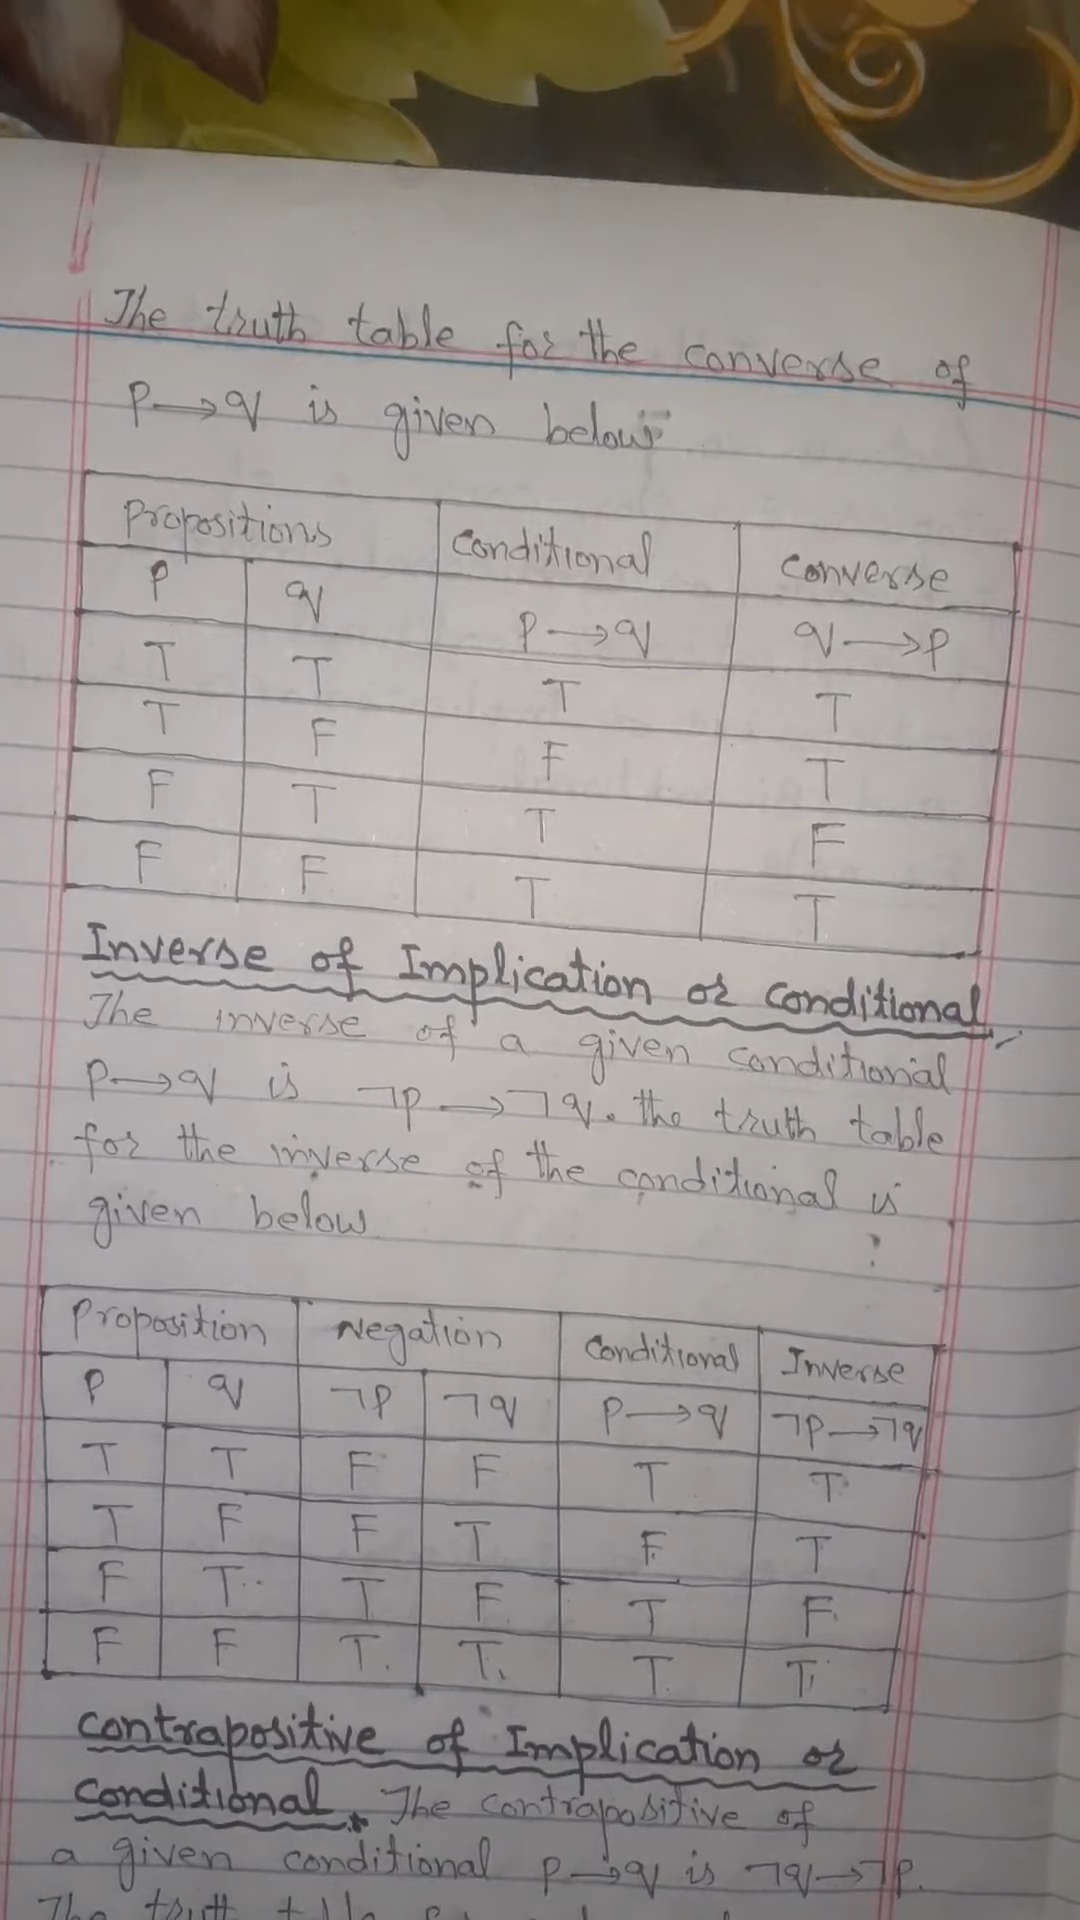 The truth table for the converse of
p→q is given below
Propositions | Conditional | Converse
p | q | p→q | q→p
T | T | T | T
T | F | F | T
F | T | T | F
F | F | T | T
Inverse of Implication or conditional
The inverse of a given conditional
p→q is ¬p→¬q. the truth table
for the inverse of the conditional is
given below
:
Proposition | Negation | Conditional | Inverse
p | q | ¬p | ¬q | p→q | ¬p→¬q
T | T | F | F | T | T
T | F | F | T | F | T
F | T | T | F | T | F
F | F | T | T | T | T
Contrapositive of Implication or
Conditional. The contrapositive of
a given conditional p→q is ¬q→¬p.
The